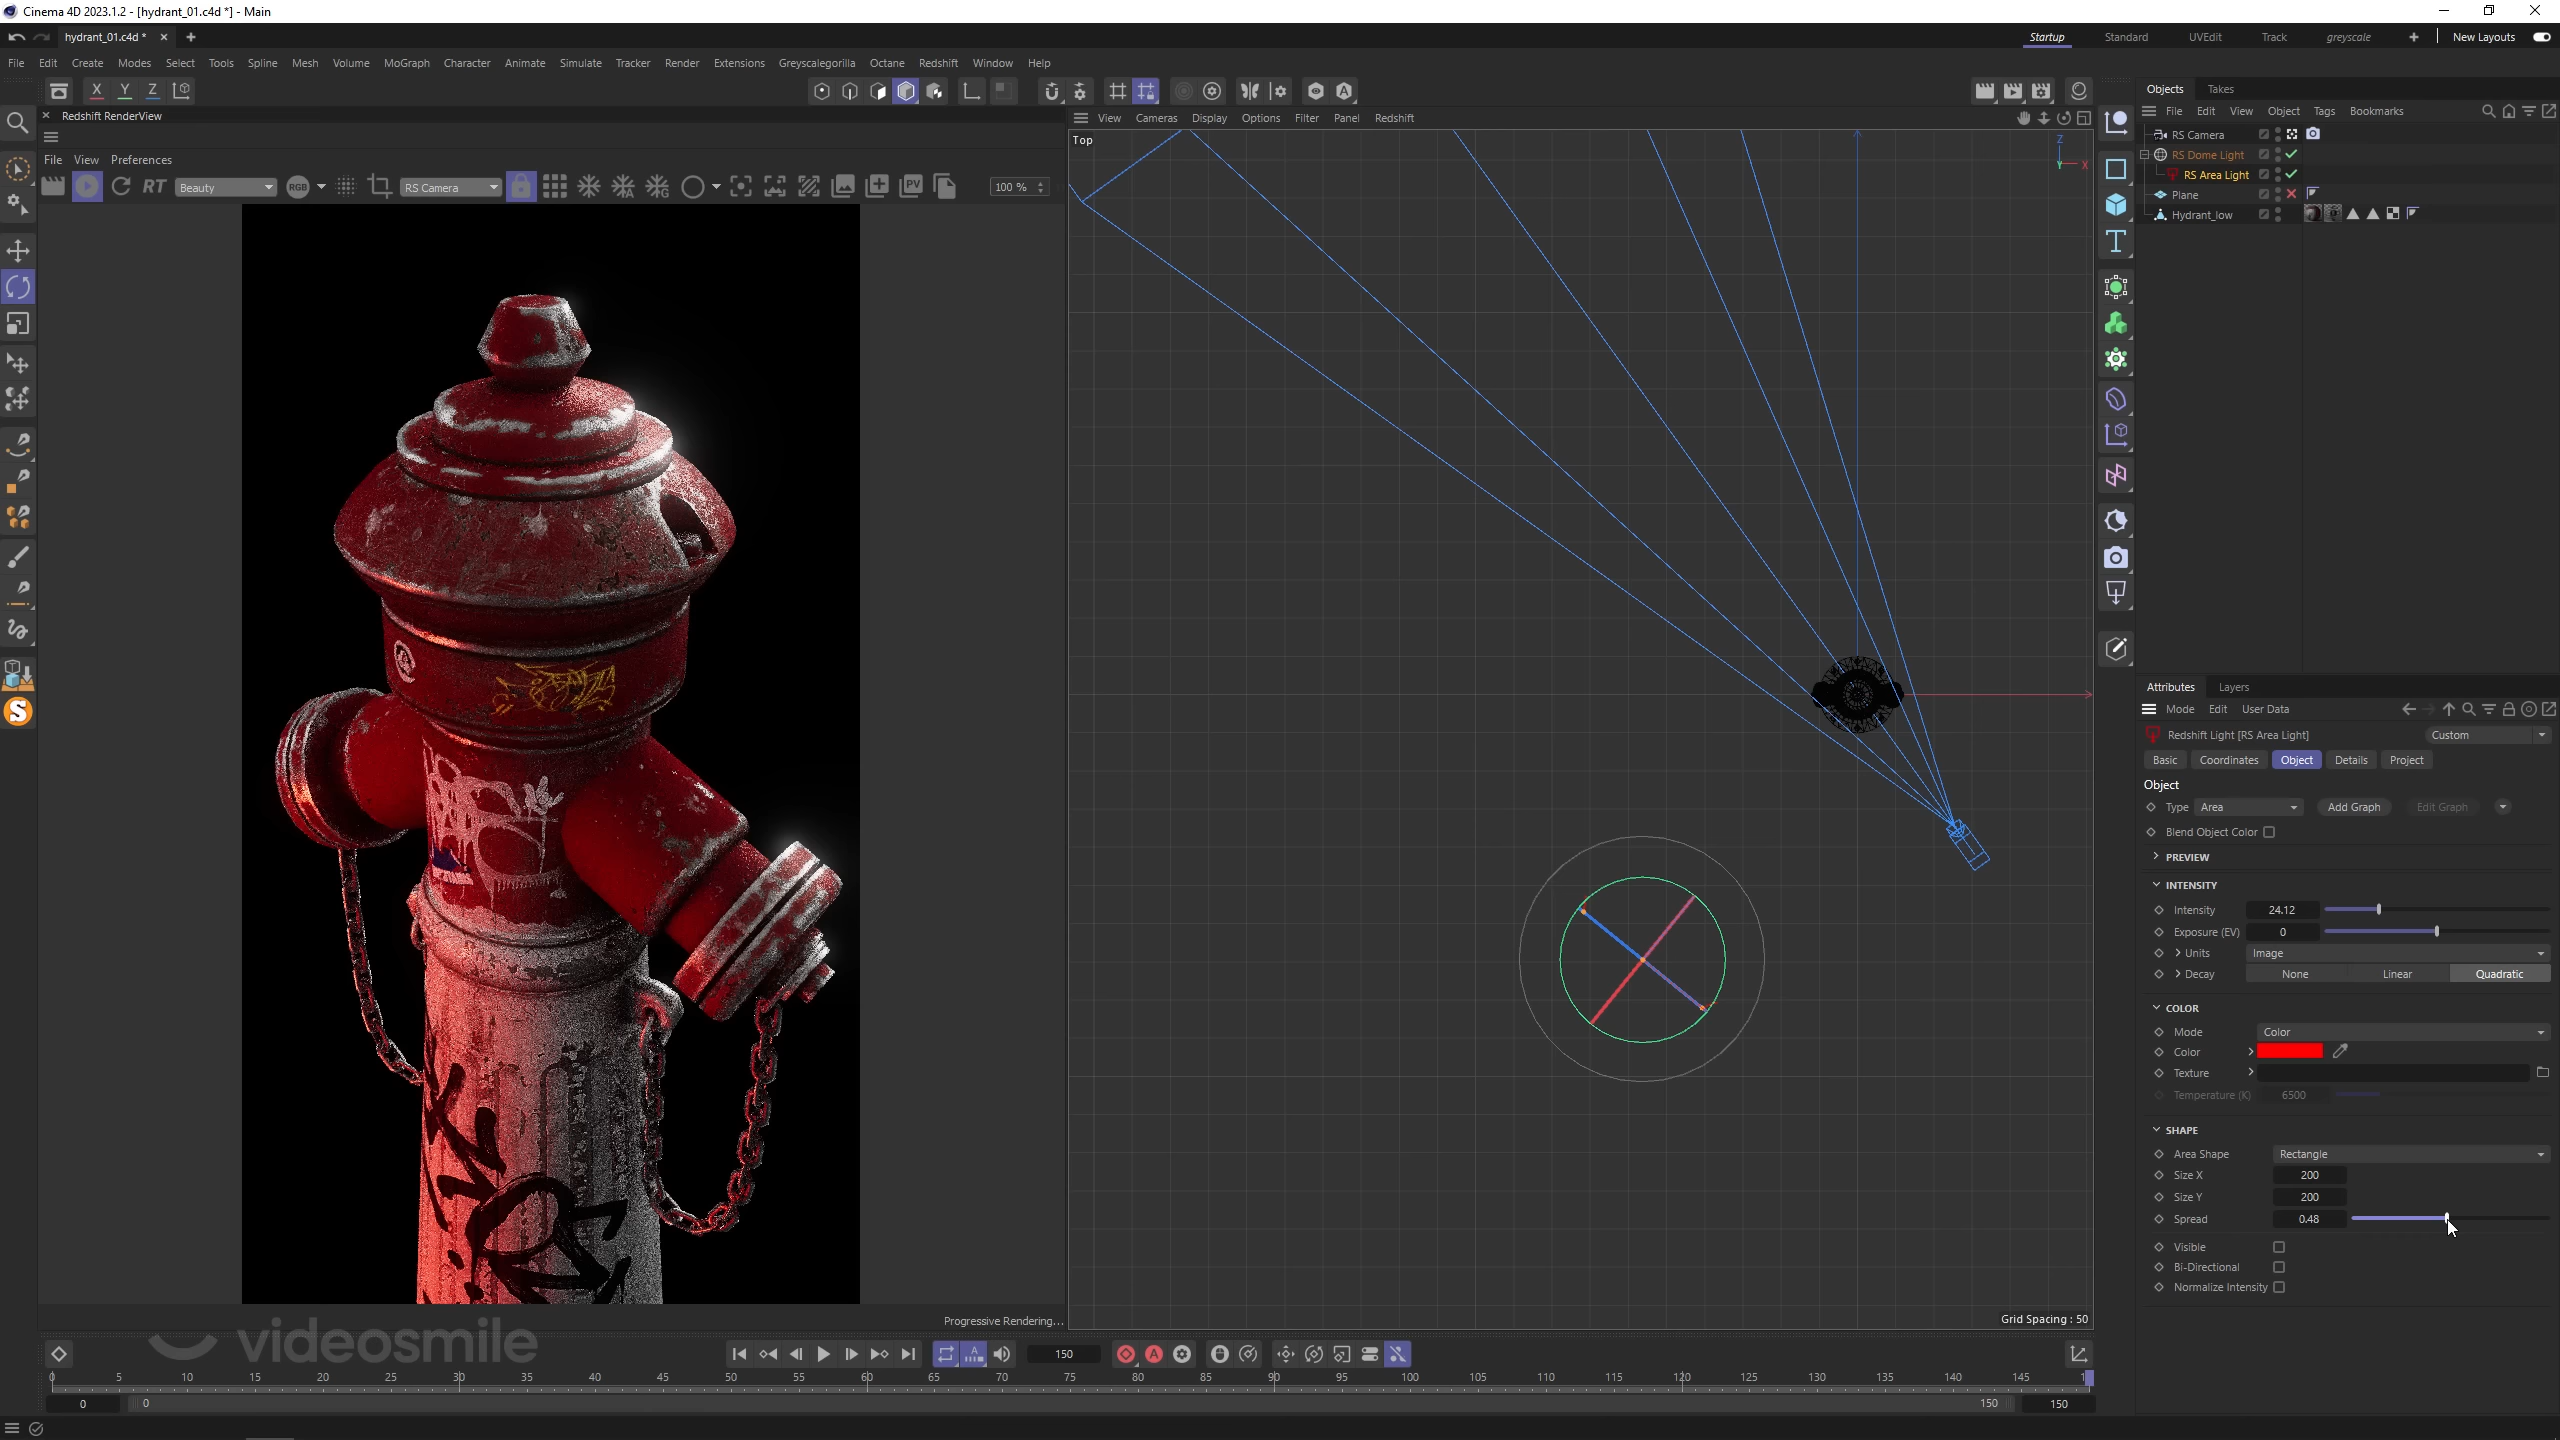 Cinema 4D 2023.1.2 - [hydrant_01.c4d *] - Main
hydrant_01.c4d *
Startup Standard UVEdit Track greyscale New Layouts
File Edit Create Modes Select Tools Spline Mesh Volume MoGraph Character Animate Simulate Tracker Render Extensions Greyscalegorilla Octane Redshift Window Help
X Y Z
Redshift RenderView
File View Preferences
RT Beauty RGB RS Camera PV 100 %
View Cameras Display Options Filter Panel Redshift
Top
Z
Y X
Grid Spacing : 50
Progressive Rendering...
videosmile
Objects Takes
File Edit View Object Tags Bookmarks
RS Camera
RS Dome Light
RS Area Light
Plane
Hydrant_low
Attributes Layers
Mode Edit User Data
Redshift Light [RS Area Light] Custom
Basic Coordinates Object Details Project
Object
Type Area Add Graph Edit Graph
Blend Object Color
PREVIEW
INTENSITY
Intensity 24.12
Exposure (EV) 0
Units Image
Decay None Linear Quadratic
COLOR
Mode Color
Color
Texture
Temperature (K) 6500
SHAPE
Area Shape Rectangle
Size X 200
Size Y 200
Spread 0.48
Visible
Bi-Directional
Normalize Intensity
150
0 5 10 15 20 25 30 35 40 45 50 55 60 65 70 75 80 85 90 95 100 105 110 115 120 125 130 135 140 145
0 0 150 150